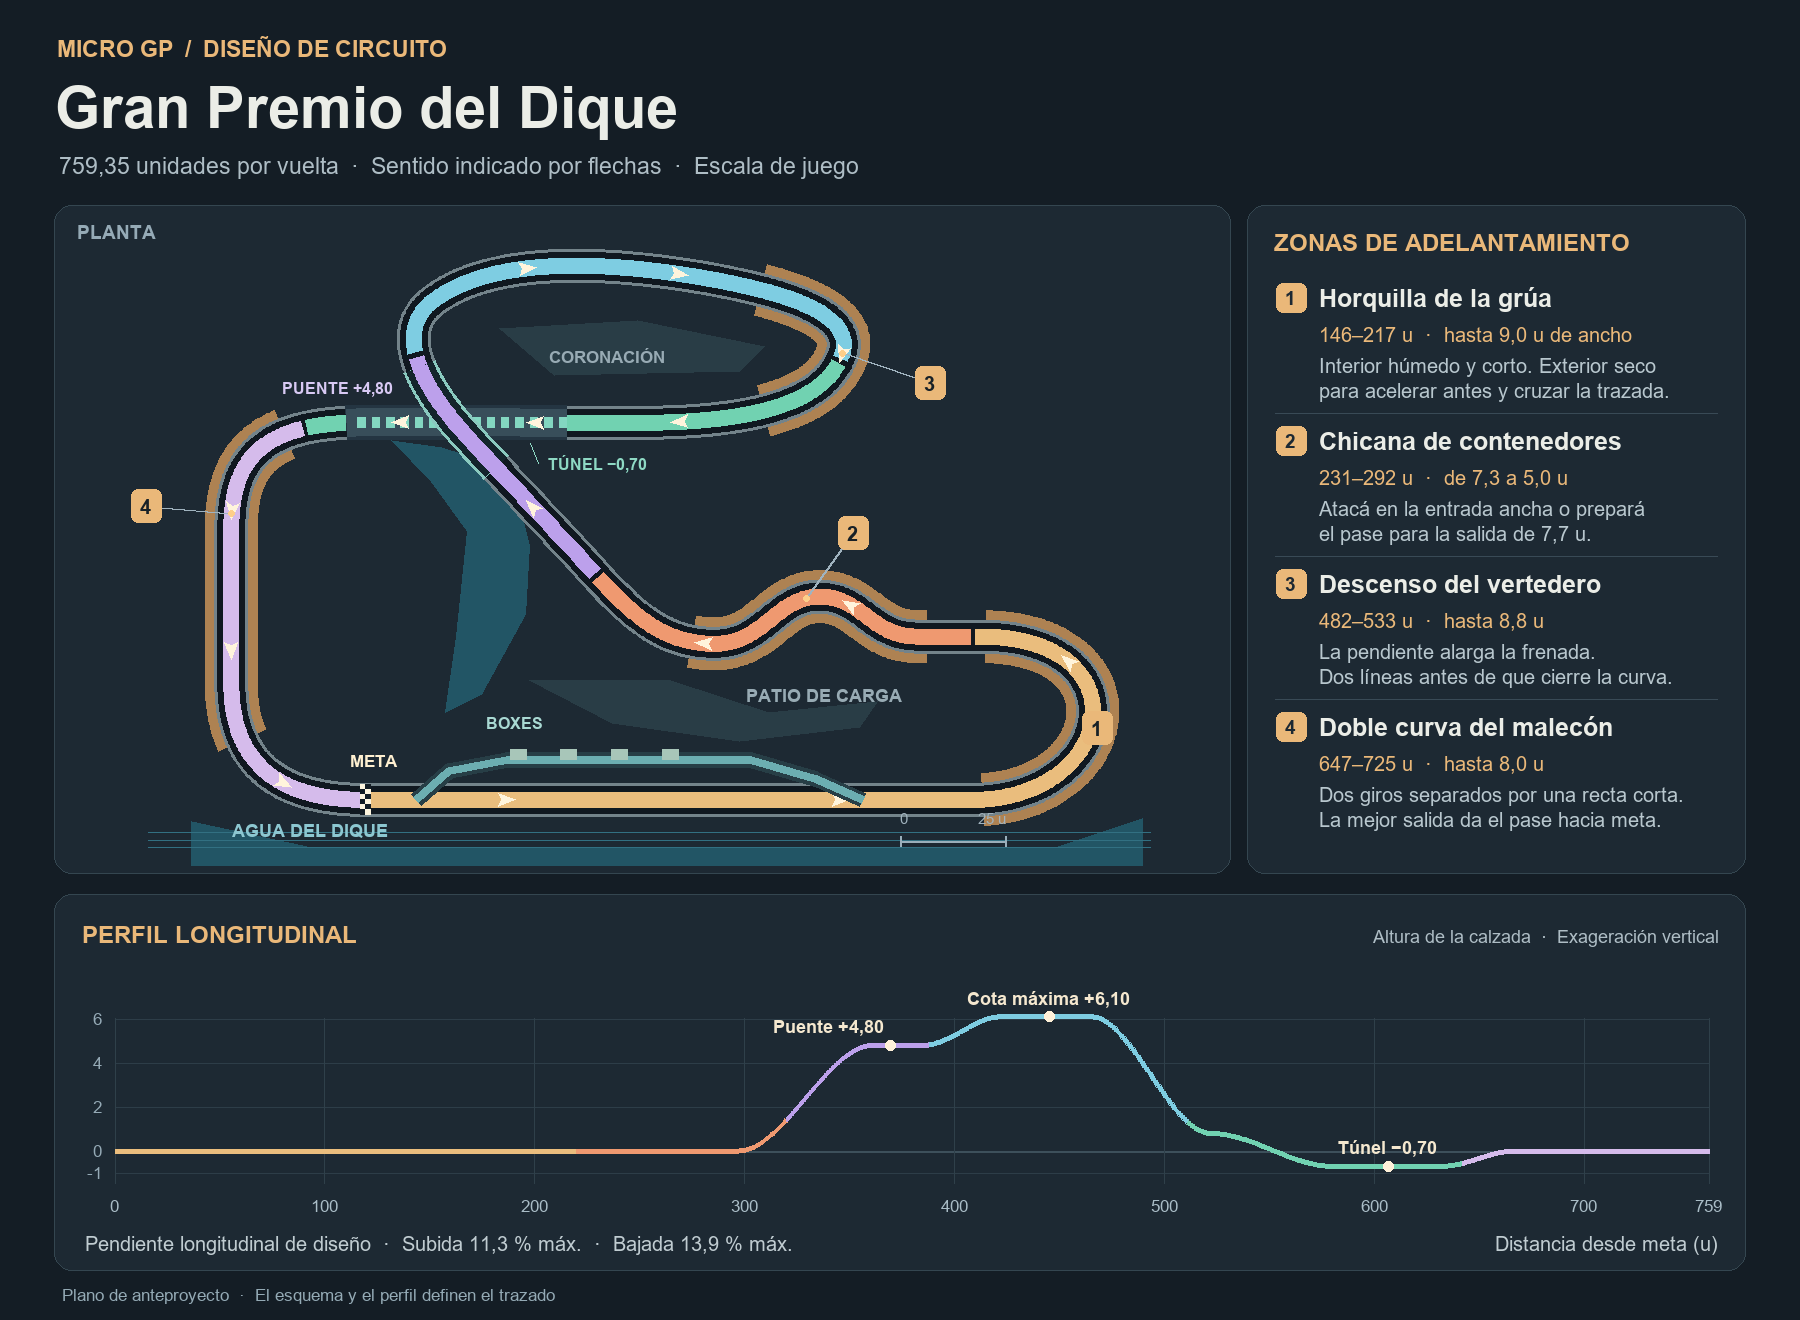 MICRO GP / DISEÑO DE CIRCUITO
Gran Premio del Dique
759,35 unidades por vuelta · Sentido indicado por flechas · Escala de juego
PLANTA
CORONACIÓN
PUENTE +4,80
3
TÚNEL −0,70
4
2
PATIO DE CARGA
BOXES
1
META
0 25 u
AGUA DEL DIQUE
ZONAS DE ADELANTAMIENTO
1 Horquilla de la grúa
146–217 u · hasta 9,0 u de ancho
Interior húmedo y corto. Exterior seco
para acelerar antes y cruzar la trazada.
2 Chicana de contenedores
231–292 u · de 7,3 a 5,0 u
Atacá en la entrada ancha o prepará
el pase para la salida de 7,7 u.
3 Descenso del vertedero
482–533 u · hasta 8,8 u
La pendiente alarga la frenada.
Dos líneas antes de que cierre la curva.
4 Doble curva del malecón
647–725 u · hasta 8,0 u
Dos giros separados por una recta corta.
La mejor salida da el pase hacia meta.
PERFIL LONGITUDINAL
Altura de la calzada · Exageración vertical
Cota máxima +6,10
Puente +4,80
Túnel −0,70
6
4
2
0
-1
0 100 200 300 400 500 600 700 759
Pendiente longitudinal de diseño · Subida 11,3 % máx. · Bajada 13,9 % máx.
Distancia desde meta (u)
Plano de anteproyecto · El esquema y el perfil definen el trazado